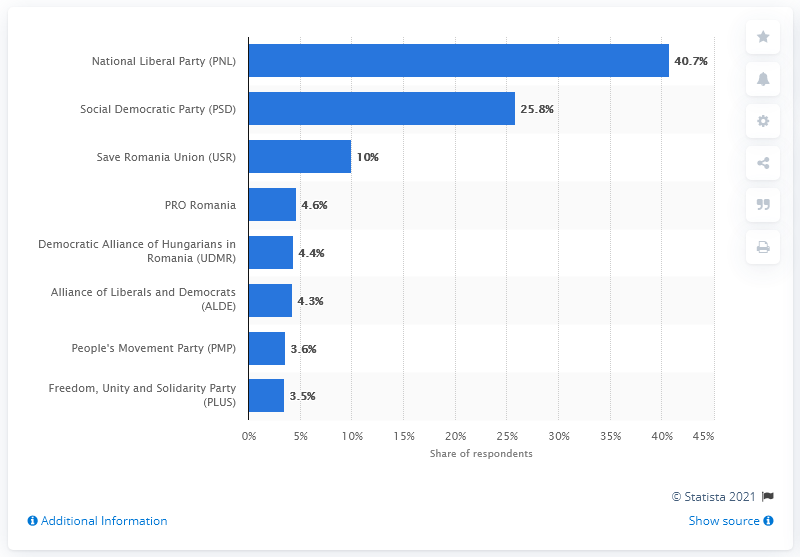 National Liberal Party (PNL)
40.7%
Social Democratic Party (PSD)
25.8%
Save Romania Union (USR)
10%
PRO Romania
4.6%
Democratic Alliance of Hungarians in
Romania (UDMR)
4.4%
Alliance of Liberals and Democrats
(ALDE)
4.3%
People's Movement Party (PMP)
3.6%
Freedom, Unity and Solidarity Party
(PLUS)
3.5%
0% 5% 10% 15% 20% 25% 30% 35% 40% 45%
Share of respondents
© Statista 2021
Additional Information
Show source